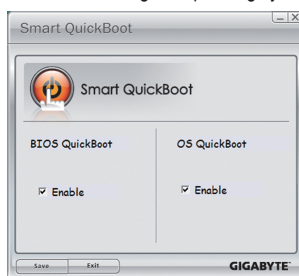 Smart QuickBoot
Smart QuickBoot
BIOS QuickBoot
OS QuickBoot
Enable
Enable
Save Exit
GIGABYTE